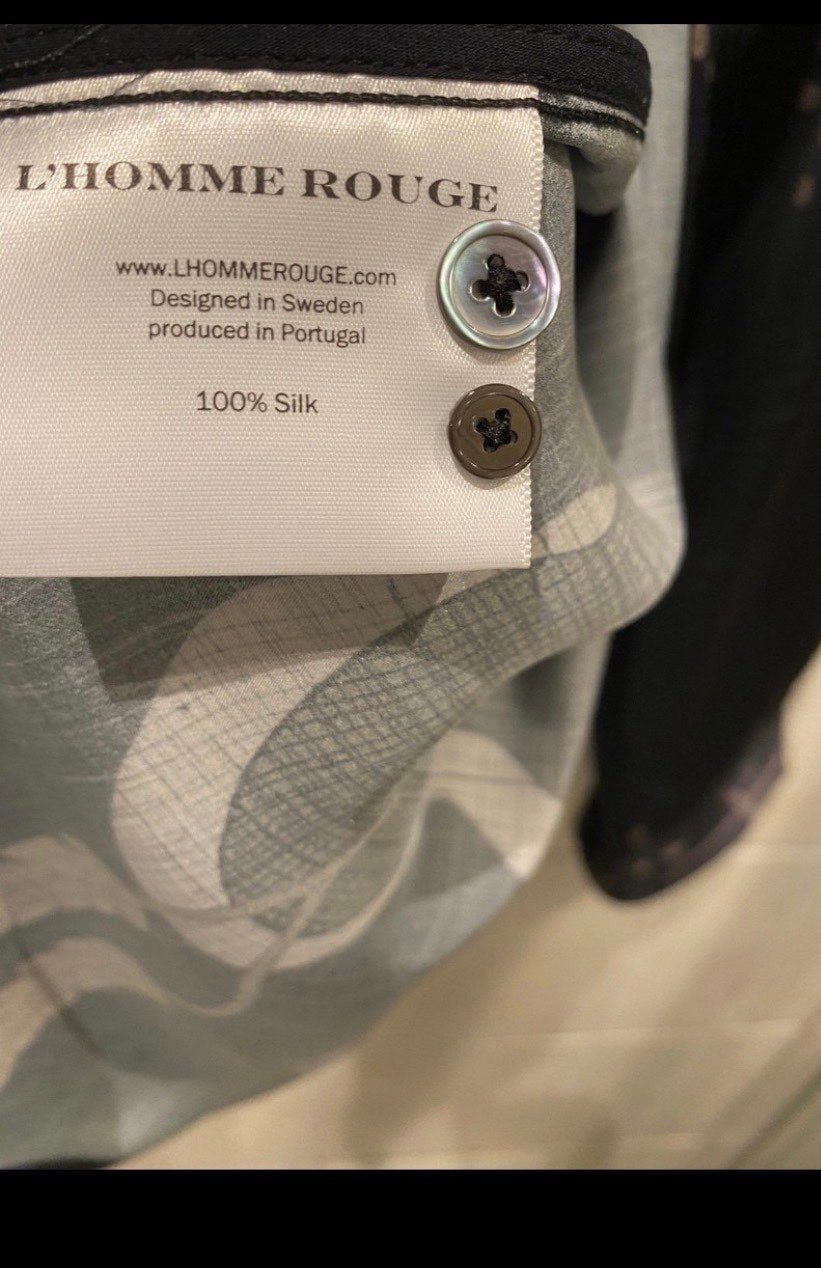 L'HOMME ROUGE
www.LHOMMEROUGE.com
Designed in Sweden
produced in Portugal
100% Silk